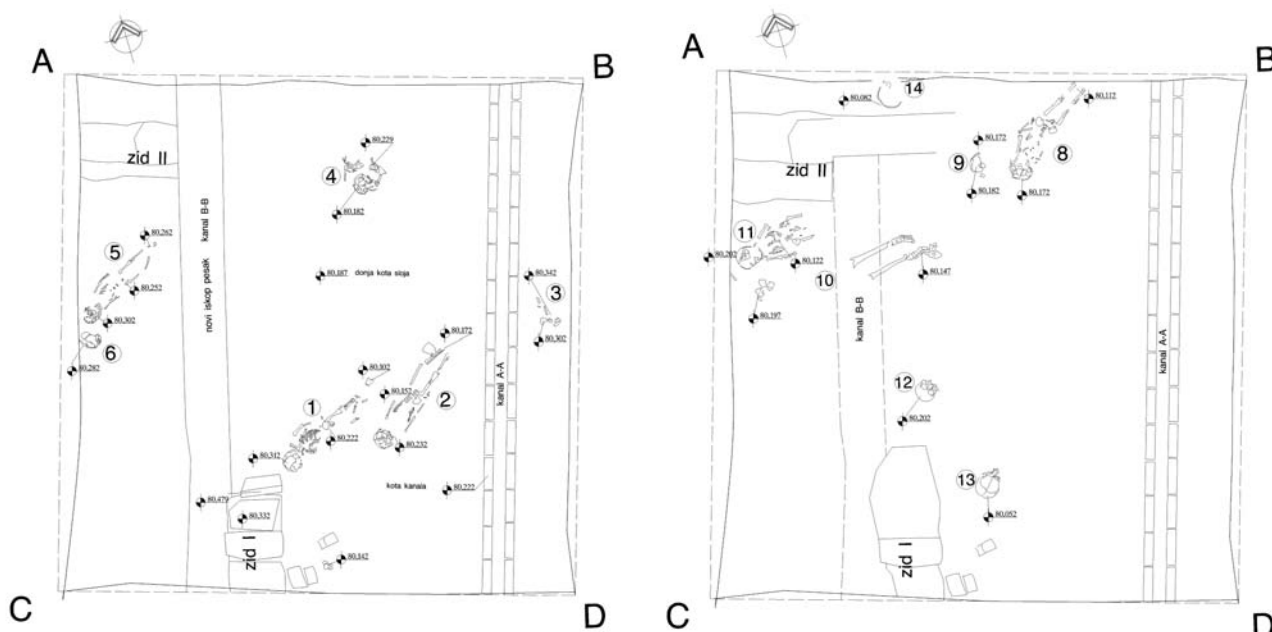 A
B
zid II
novi iskop pesak kanal B-B
4
80,229
80,182
5
80,262
80,252
80,302
6
80,282
80,187 donja kota sloja
80,342
3
80,302
80,172
80,102
80,152
2
1
80,222
80,232
80,312
kanal A-A
kota kanala
80,222
80,479
80,332
zid I
80,142
C
D
A
B
14
80,082
80,112
zid II
80,172
9
8
80,182
80,172
11
80,202
80,122
10
80,147
80,197
kanal B-B
kanal A-A
12
80,202
13
80,052
zid I
C
D